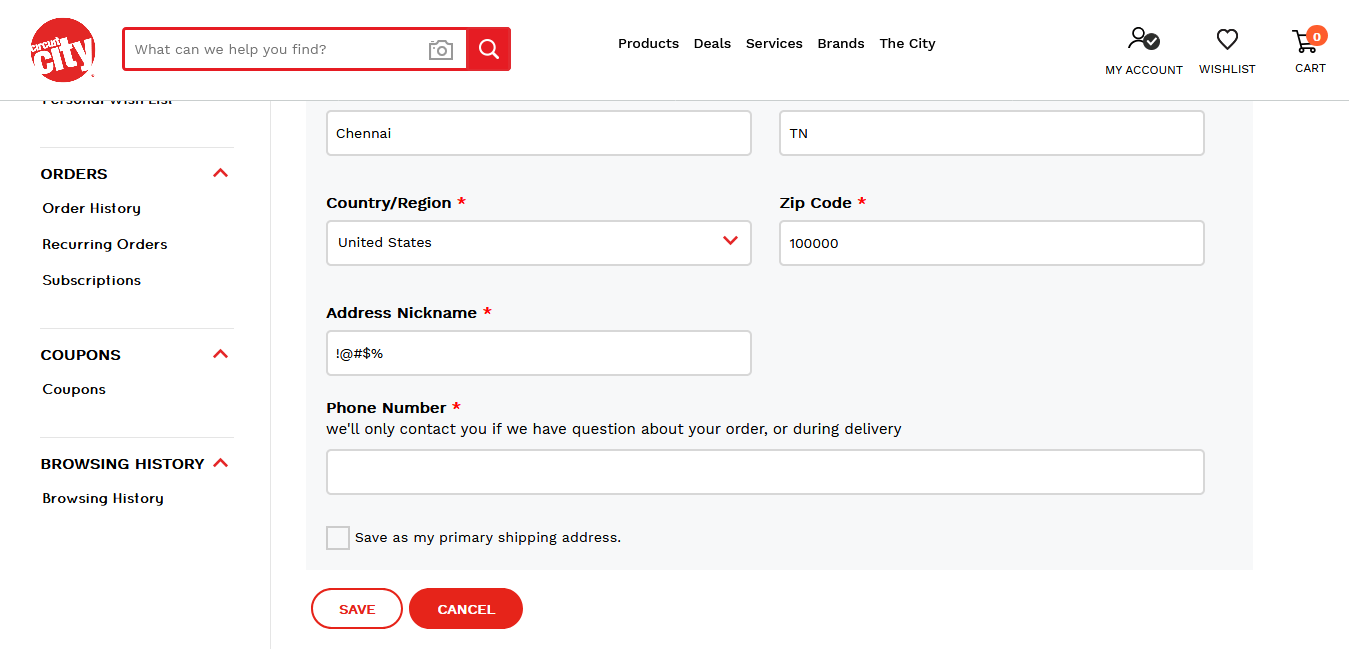 circuit
city
What can we help you find?
Products Deals Services Brands The City
MY ACCOUNT
WISHLIST
0
CART
Personal Wish List
ORDERS
Order History
Recurring Orders
Subscriptions
COUPONS
Coupons
BROWSING HISTORY
Browsing History
Chennai
TN
Country/Region *
Zip Code *
United States
100000
Address Nickname *
!@#$%
Phone Number *
we'll only contact you if we have question about your order, or during delivery
Save as my primary shipping address.
SAVE
CANCEL